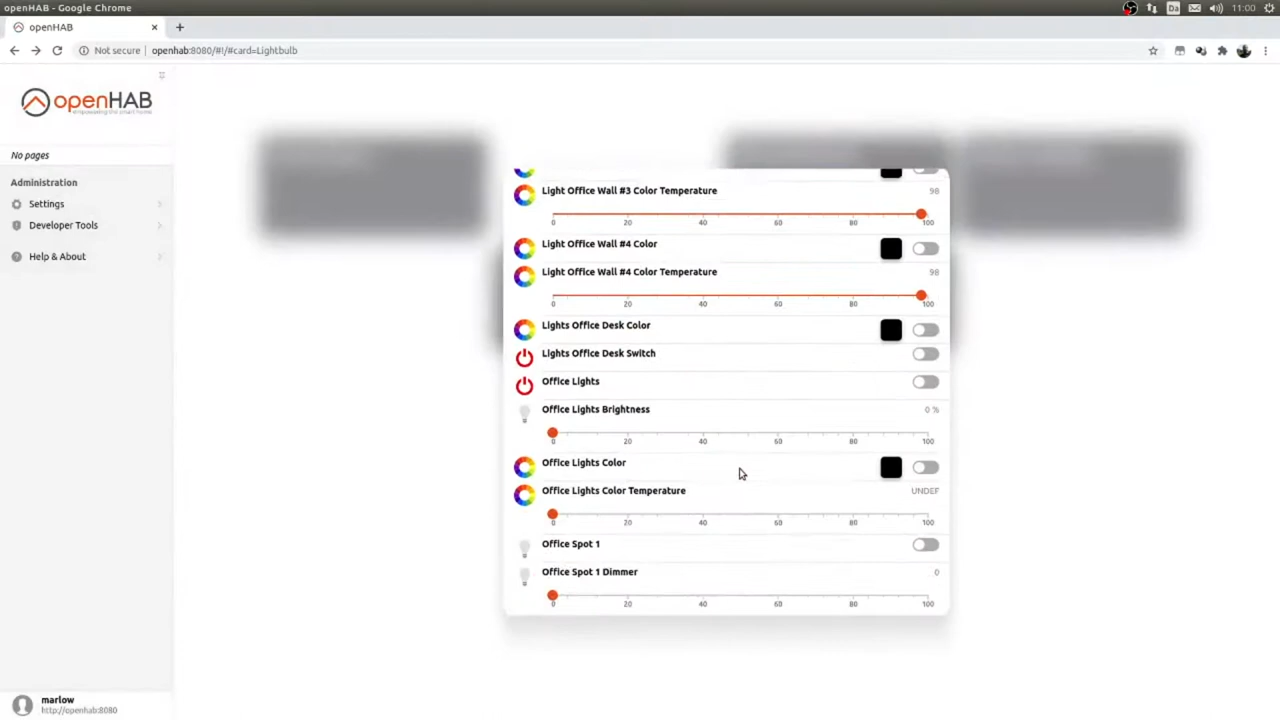 openHAB - Google Chrome
Da
11:00
openHAB
Not secure
openhab:8080/#!/#card=Lightbulb
openHAB
empowering the smart home
No pages
Administration
Settings
Developer Tools
Help & About
Light Office Wall #3 Color Temperature 98
0 20 40 60 80 100
Light Office Wall #4 Color
Light Office Wall #4 Color Temperature 98
0 20 40 60 80 100
Lights Office Desk Color
Lights Office Desk Switch
Office Lights
Office Lights Brightness 0 %
0 20 40 60 80 100
Office Lights Color
Office Lights Color Temperature UNDEF
0 20 40 60 80 100
Office Spot 1
Office Spot 1 Dimmer 0
0 20 40 60 80 100
marlow
http://openhab:8080